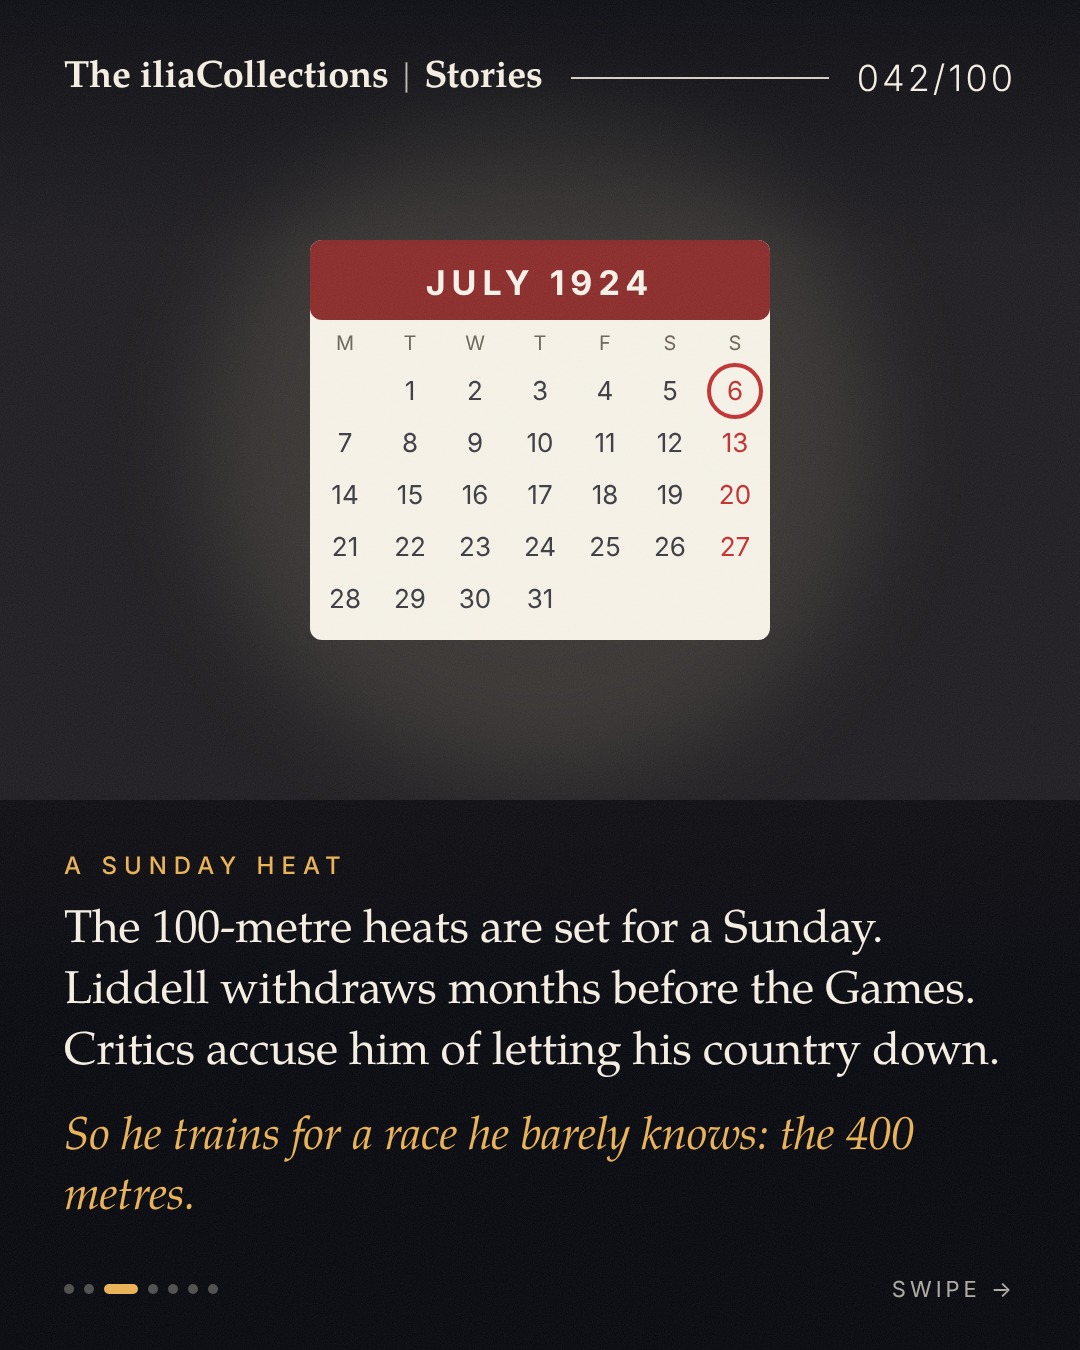 The iliaCollections | Stories 042/100
JULY 1924
M T W T F S S
1 2 3 4 5 6
7 8 9 10 11 12 13
14 15 16 17 18 19 20
21 22 23 24 25 26 27
28 29 30 31
A SUNDAY HEAT
The 100-metre heats are set for a Sunday.
Liddell withdraws months before the Games.
Critics accuse him of letting his country down.
So he trains for a race he barely knows: the 400
metres.
SWIPE →